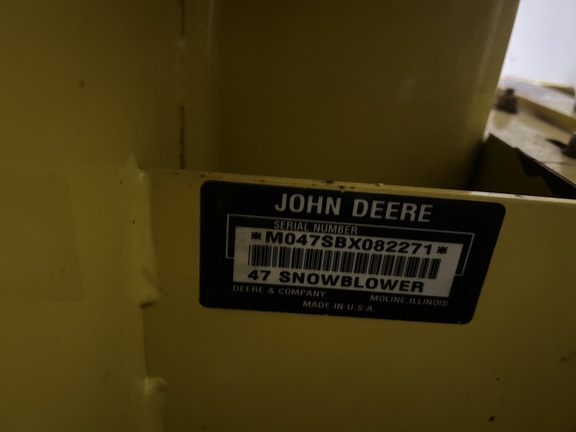 JOHN DEERE
SERIAL NUMBER
*M047SBX082271*
47 SNOWBLOWER
DEERE & COMPANY MOLINE, ILLINOIS
MADE IN U.S.A.